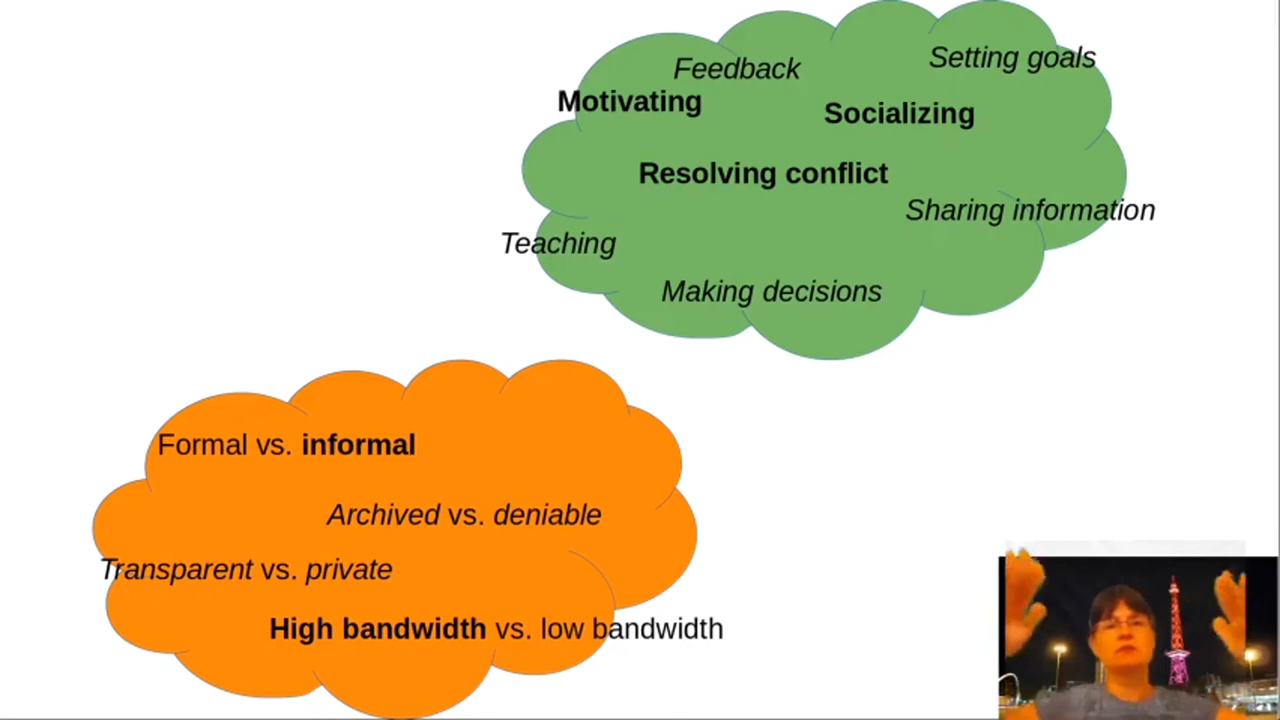 Feedback
Setting goals
Motivating
Socializing
Resolving conflict
Sharing information
Teaching
Making decisions
Formal vs. informal
Archived vs. deniable
Transparent vs. private
High bandwidth vs. low bandwidth